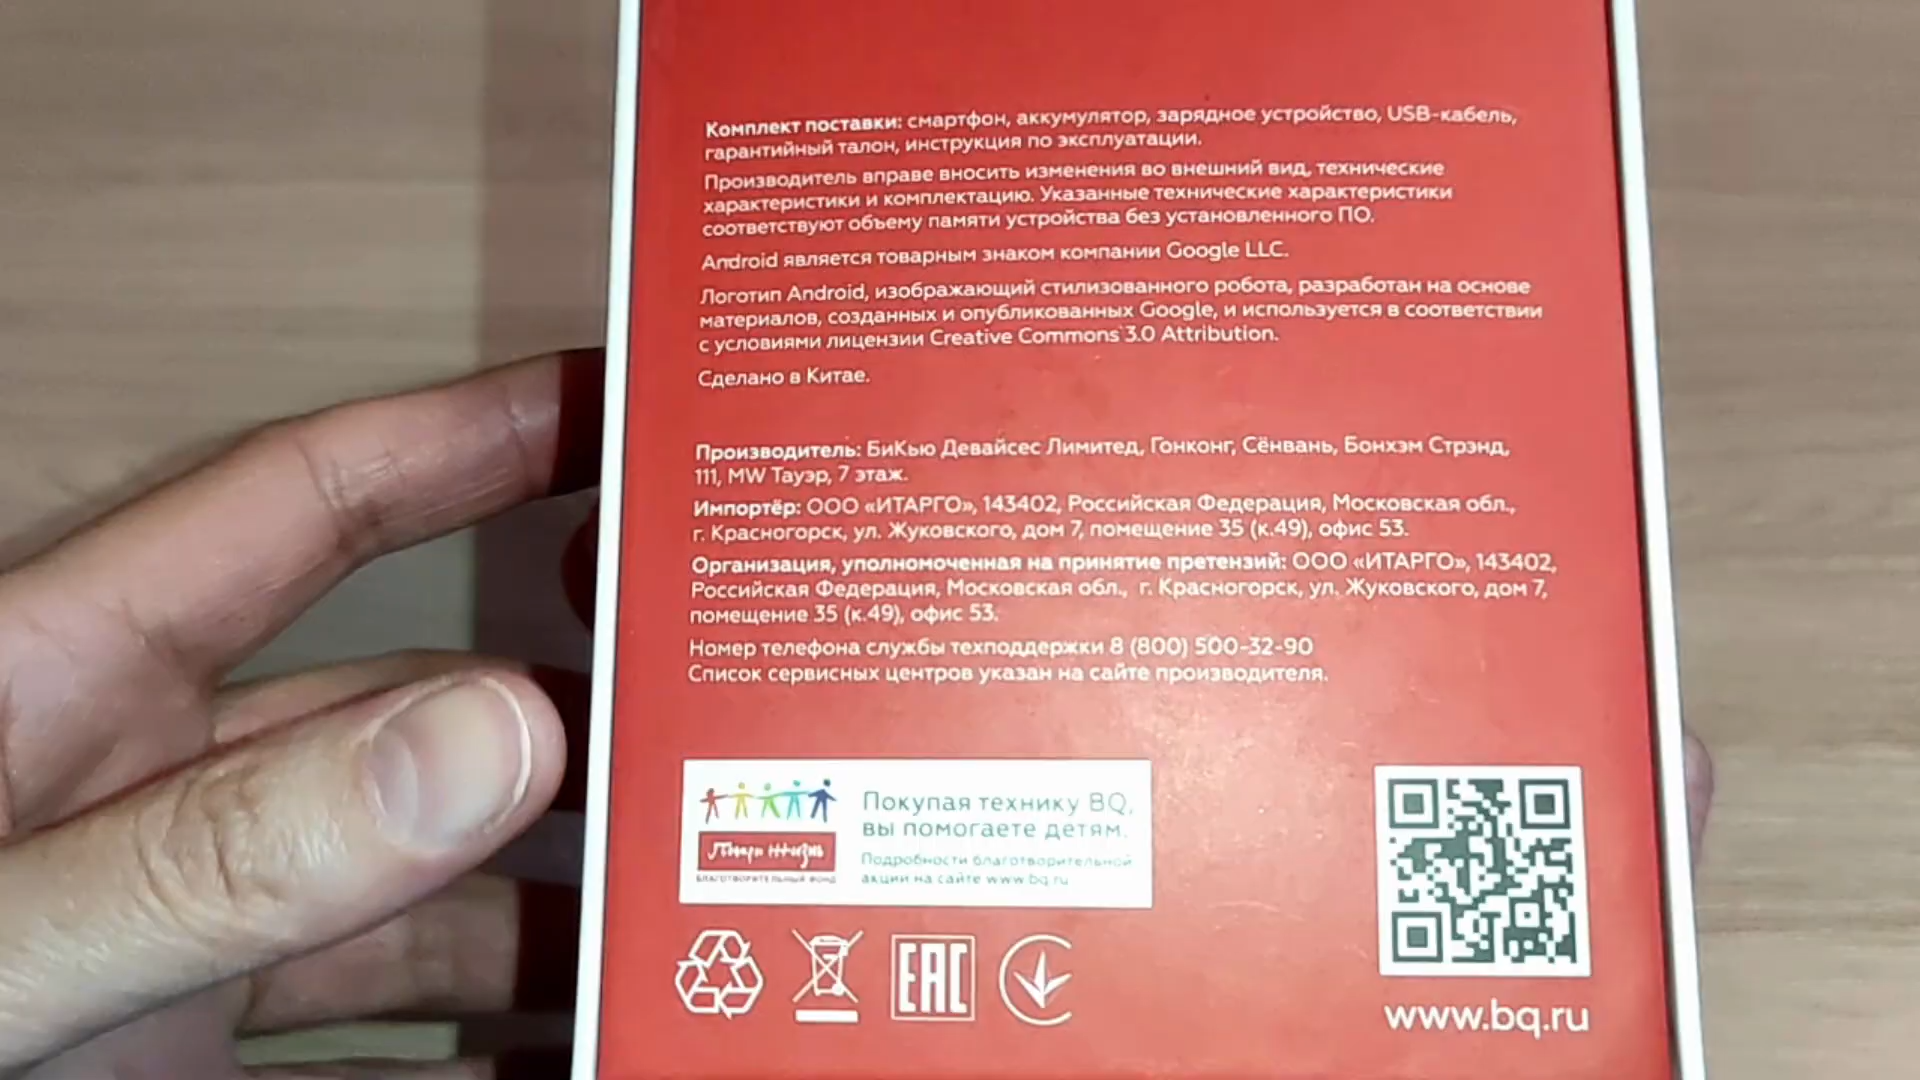 Комплект поставки: смартфон, аккумулятор, зарядное устройство, USB-кабель,
гарантийный талон, инструкция по эксплуатации.
Производитель вправе вносить изменения во внешний вид, технические
характеристики и комплектацию. Указанные технические характеристики
соответствуют объему памяти устройства без установленного ПО.
Android является товарным знаком компании Google LLC.
Логотип Android, изображающий стилизованного робота, разработан на основе
материалов, созданных и опубликованных Google, и используется в соответствии
с условиями лицензии Creative Commons 3.0 Attribution.
Сделано в Китае.
Производитель: БиКью Девайсес Лимитед, Гонконг, Сёнвань, Бонхэм Стрэнд,
111, MW Тауэр, 7 этаж.
Импортёр: ООО «ИТАРГО», 143402, Российская Федерация, Московская обл.,
г. Красногорск, ул. Жуковского, дом 7, помещение 35 (к.49), офис 53.
Организация, уполномоченная на принятие претензий: ООО «ИТАРГО», 143402,
Российская Федерация, Московская обл., г. Красногорск, ул. Жуковского, дом 7,
помещение 35 (к.49), офис 53.
Номер телефона службы техподдержки 8 (800) 500-32-90
Список сервисных центров указан на сайте производителя.
Подари жизнь
БЛАГОТВОРИТЕЛЬНЫЙ ФОНД
Покупая технику BQ,
вы помогаете детям.
Подробности благотворительной
акции на сайте www.bq.ru
EAC
www.bq.ru